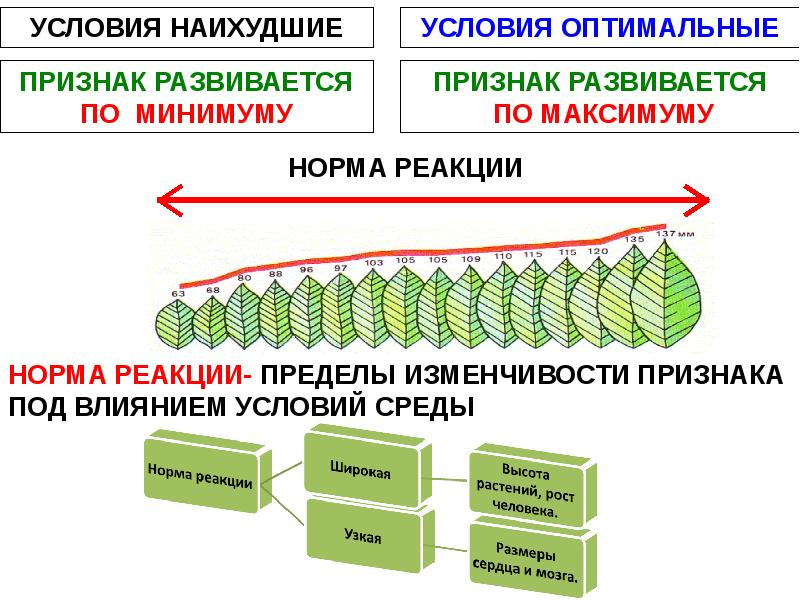 УСЛОВИЯ НАИХУДШИЕ
УСЛОВИЯ ОПТИМАЛЬНЫЕ
ПРИЗНАК РАЗВИВАЕТСЯ
ПО МИНИМУМУ
ПРИЗНАК РАЗВИВАЕТСЯ
ПО МАКСИМУМУ
НОРМА РЕАКЦИИ
63 68 80 88 96 97 103 105 105 109 110 115 115 120 135 137 мм
НОРМА РЕАКЦИИ- ПРЕДЕЛЫ ИЗМЕНЧИВОСТИ ПРИЗНАКА
ПОД ВЛИЯНИЕМ УСЛОВИЙ СРЕДЫ
Норма реакции
Широкая
Высота
растений, рост
человека.
Узкая
Размеры
сердца и мозга.